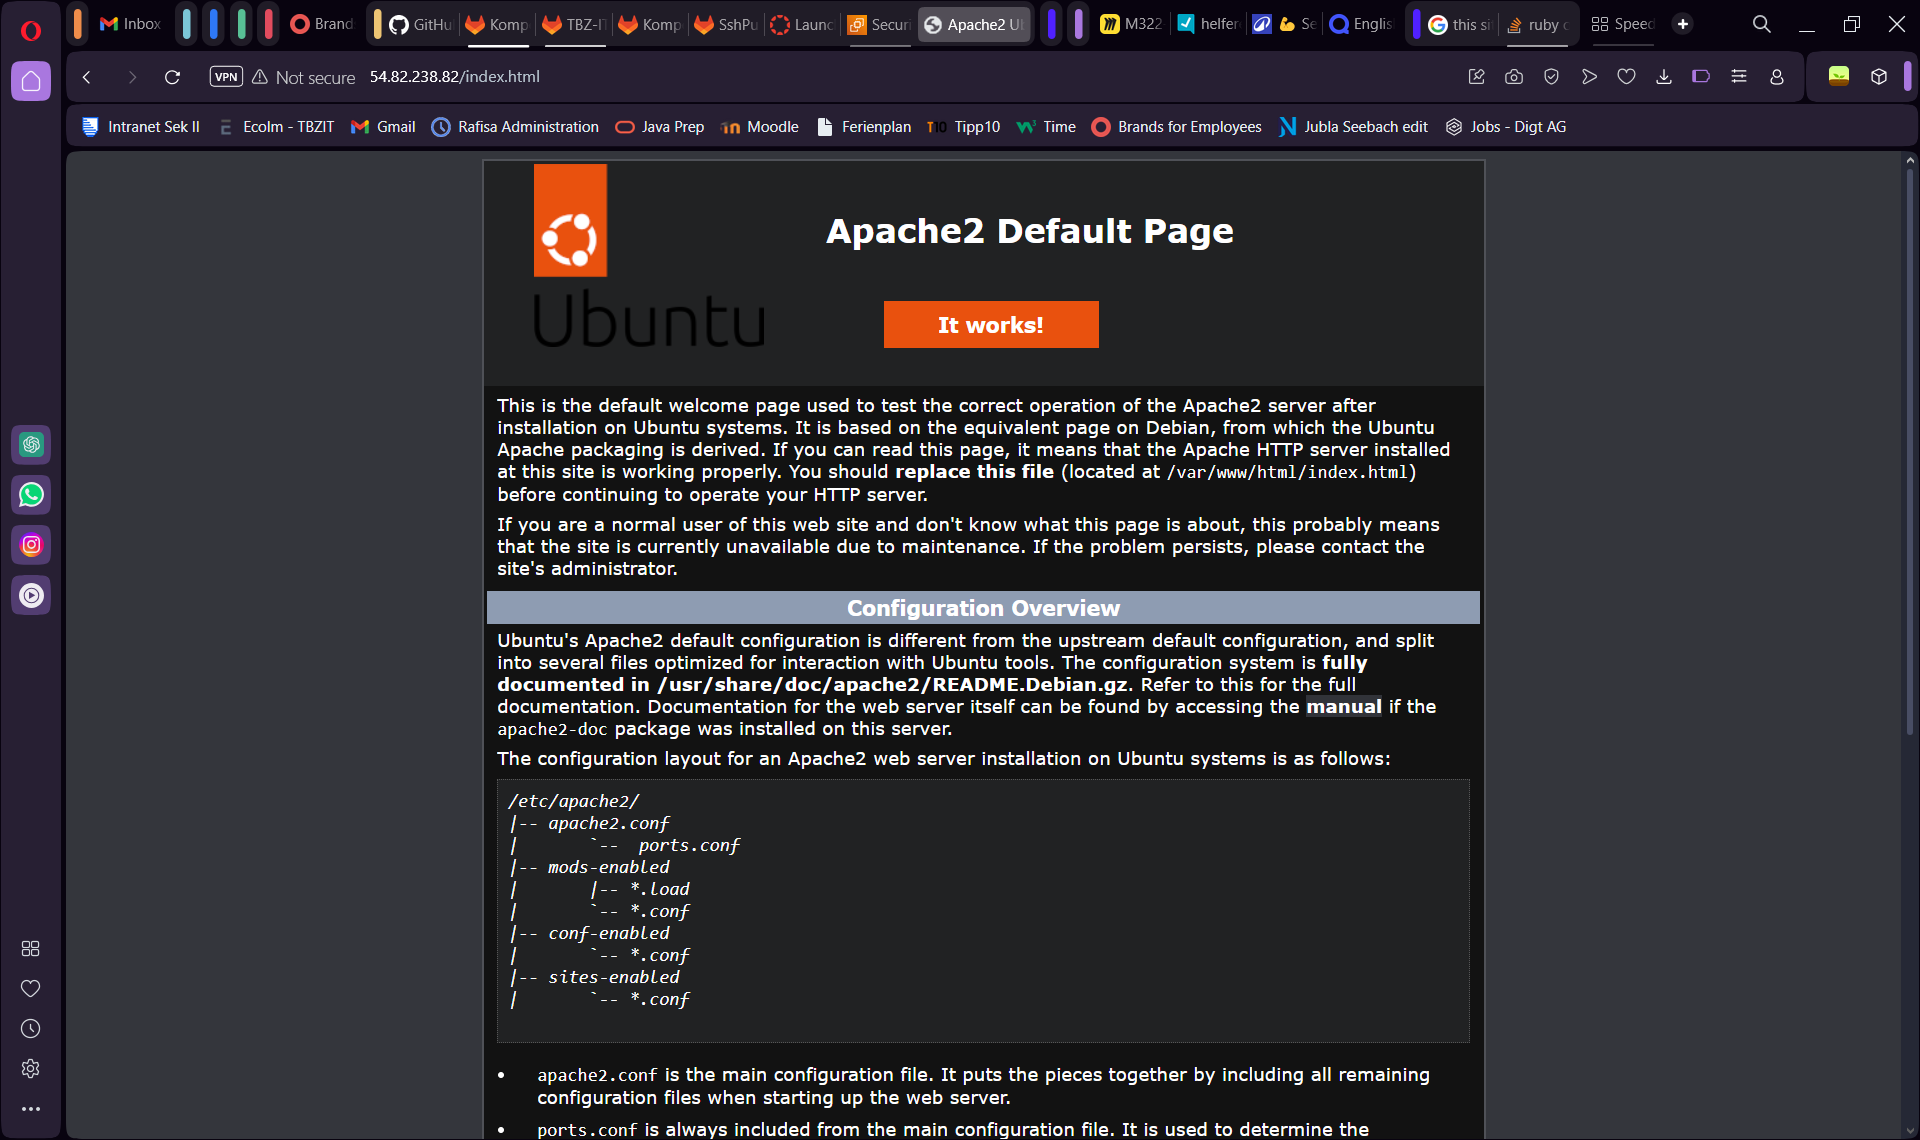 Inbox
Brand
GitHu
Komp
TBZ-IT
Komp
SshPu
Launc
Securi
Apache2 U
M322
helfer
Se
Englis
this si
ruby c
Speed
VPN
Not secure
54.82.238.82/index.html
Intranet Sek II
Ecolm - TBZIT
Gmail
Rafisa Administration
Java Prep
Moodle
Ferienplan
T10 Tipp10
Time
Brands for Employees
Jubla Seebach edit
Jobs - Digt AG
Ubuntu
Apache2 Default Page
It works!
This is the default welcome page used to test the correct operation of the Apache2 server after
installation on Ubuntu systems. It is based on the equivalent page on Debian, from which the Ubuntu
Apache packaging is derived. If you can read this page, it means that the Apache HTTP server installed
at this site is working properly. You should replace this file (located at /var/www/html/index.html)
before continuing to operate your HTTP server.
If you are a normal user of this web site and don't know what this page is about, this probably means
that the site is currently unavailable due to maintenance. If the problem persists, please contact the
site's administrator.
Configuration Overview
Ubuntu's Apache2 default configuration is different from the upstream default configuration, and split
into several files optimized for interaction with Ubuntu tools. The configuration system is fully
documented in /usr/share/doc/apache2/README.Debian.gz. Refer to this for the full
documentation. Documentation for the web server itself can be found by accessing the manual if the
apache2-doc package was installed on this server.
The configuration layout for an Apache2 web server installation on Ubuntu systems is as follows:
/etc/apache2/
|-- apache2.conf
|       `--  ports.conf
|-- mods-enabled
|       |-- *.load
|       `-- *.conf
|-- conf-enabled
|       `-- *.conf
|-- sites-enabled
|       `-- *.conf
• apache2.conf is the main configuration file. It puts the pieces together by including all remaining
configuration files when starting up the web server.
• ports.conf is always included from the main configuration file. It is used to determine the